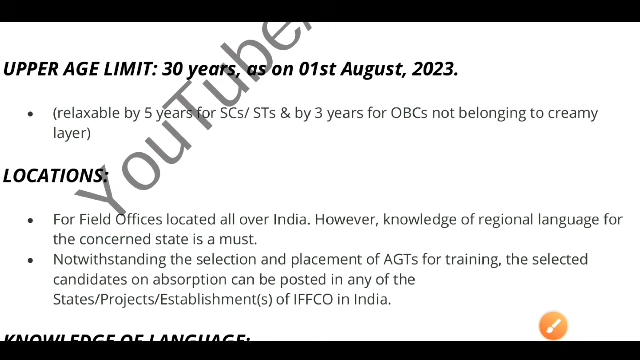 UPPER AGE LIMIT: 30 years, as on 01st August, 2023.
(relaxable by 5 years for SCs/ STs & by 3 years for OBCs not belonging to creamy
layer)
LOCATIONS:
For Field Offices located all over India. However, knowledge of regional language for
the concerned state is a must.
Notwithstanding the selection and placement of AGTs for training, the selected
candidates on absorption can be posted in any of the
States/Projects/Establishment(s) of IFFCO in India.
KNOWLEDGE OF LANGUAGE:
YouTube/